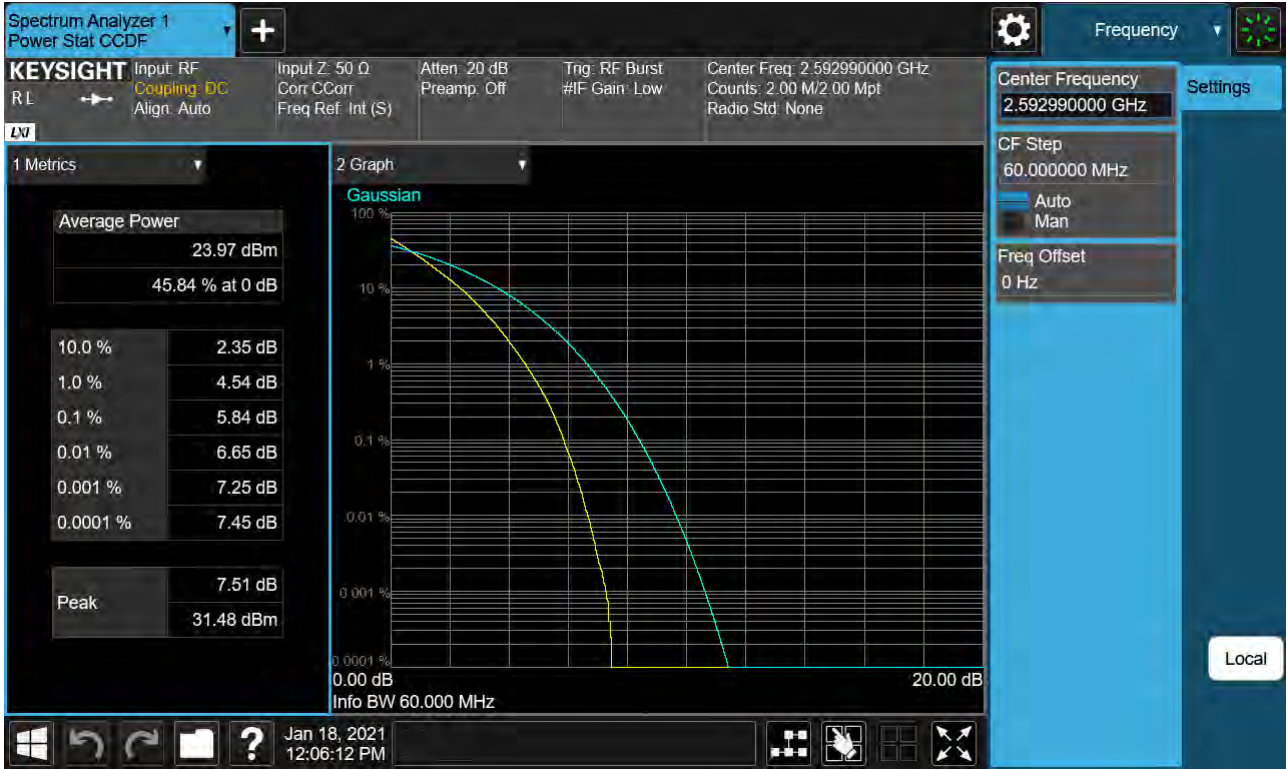 Spectrum Analyzer 1
Power Stat CCDF
Frequency
KEYSIGHT
R L
LXI
Input: RF
Coupling: DC
Align: Auto
Input Z: 50 Ω
Corr CCorr
Freq Ref: Int (S)
Atten: 20 dB
Preamp: Off
Trig: RF Burst
#IF Gain: Low
Center Freq: 2.592990000 GHz
Counts: 2.00 M/2.00 Mpt
Radio Std: None
Center Frequency
2.592990000 GHz
Settings
CF Step
60.000000 MHz
Auto
Man
Freq Offset
0 Hz
1 Metrics
Average Power
23.97 dBm
45.84 % at 0 dB
10.0 % 2.35 dB
1.0 % 4.54 dB
0.1 % 5.84 dB
0.01 % 6.65 dB
0.001 % 7.25 dB
0.0001 % 7.45 dB
Peak
7.51 dB
31.48 dBm
2 Graph
Gaussian
100 %
10 %
1 %
0.1 %
0.01 %
0.001 %
0.0001 %
0.00 dB 20.00 dB
Info BW 60.000 MHz
Local
?
Jan 18, 2021
12:06:12 PM